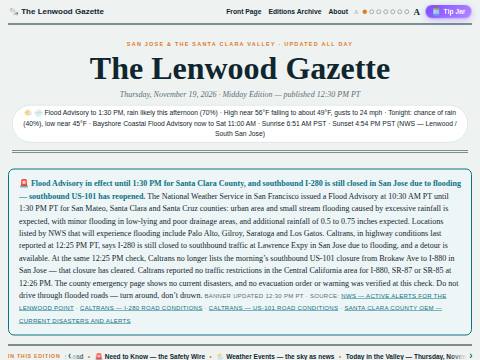 🗞️ The Lenwood Gazette
Front Page Editions Archive About A A Tip Jar
SAN JOSE & THE SANTA CLARA VALLEY · UPDATED ALL DAY
The Lenwood Gazette
Thursday, November 19, 2026 · Midday Edition — published 12:30 PM PT
Flood Advisory to 1:30 PM, rain likely this afternoon (70%) · High near 56°F falling to about 49°F, gusts to 24 mph · Tonight: chance of rain
(40%), low near 45°F · Bayshore Coastal Flood Advisory now to Sat 11:00 AM · Sunrise 6:51 AM PST · Sunset 4:54 PM PST (NWS — Lenwood /
South San Jose)
🚨 Flood Advisory in effect until 1:30 PM for Santa Clara County, and southbound I-280 is still closed in San Jose due to flooding
— southbound US-101 has reopened. The National Weather Service in San Francisco issued a Flood Advisory at 10:30 AM PT until
1:30 PM PT for San Mateo, Santa Clara and Santa Cruz counties: urban area and small stream flooding caused by excessive rainfall is
expected, with minor flooding in low-lying and poor drainage areas, and additional rainfall of 0.5 to 0.75 inches expected. Locations
listed by NWS that will experience flooding include Palo Alto, Gilroy, Saratoga and Los Gatos. Caltrans, in highway conditions last
reported at 12:25 PM PT, says I-280 is still closed to southbound traffic at Lawrence Expy in San Jose due to flooding, and a detour is
available. At the same 12:25 PM check, Caltrans no longer lists the morning's southbound US-101 closure from Brokaw Ave to I-880 in
San Jose — that closure has cleared. Caltrans reported no traffic restrictions in the Central California area for I-880, SR-87 or SR-85 at
12:26 PM. The county emergency page shows no current disasters, and no evacuation order or warning was verified at this check. Do not
drive through flooded roads — turn around, don't drown. BANNER UPDATED 12:30 PM PT · SOURCE: NWS — ACTIVE ALERTS FOR THE
LENWOOD POINT · CALTRANS — I-280 ROAD CONDITIONS · CALTRANS — US-101 ROAD CONDITIONS · SANTA CLARA COUNTY OEM —
CURRENT DISASTERS AND ALERTS
IN THIS EDITION ‹ ead • 🚨 Need to Know — the Safety Wire • Weather Events — the sky as news • Today in the Valley — Thursday, Nove ›